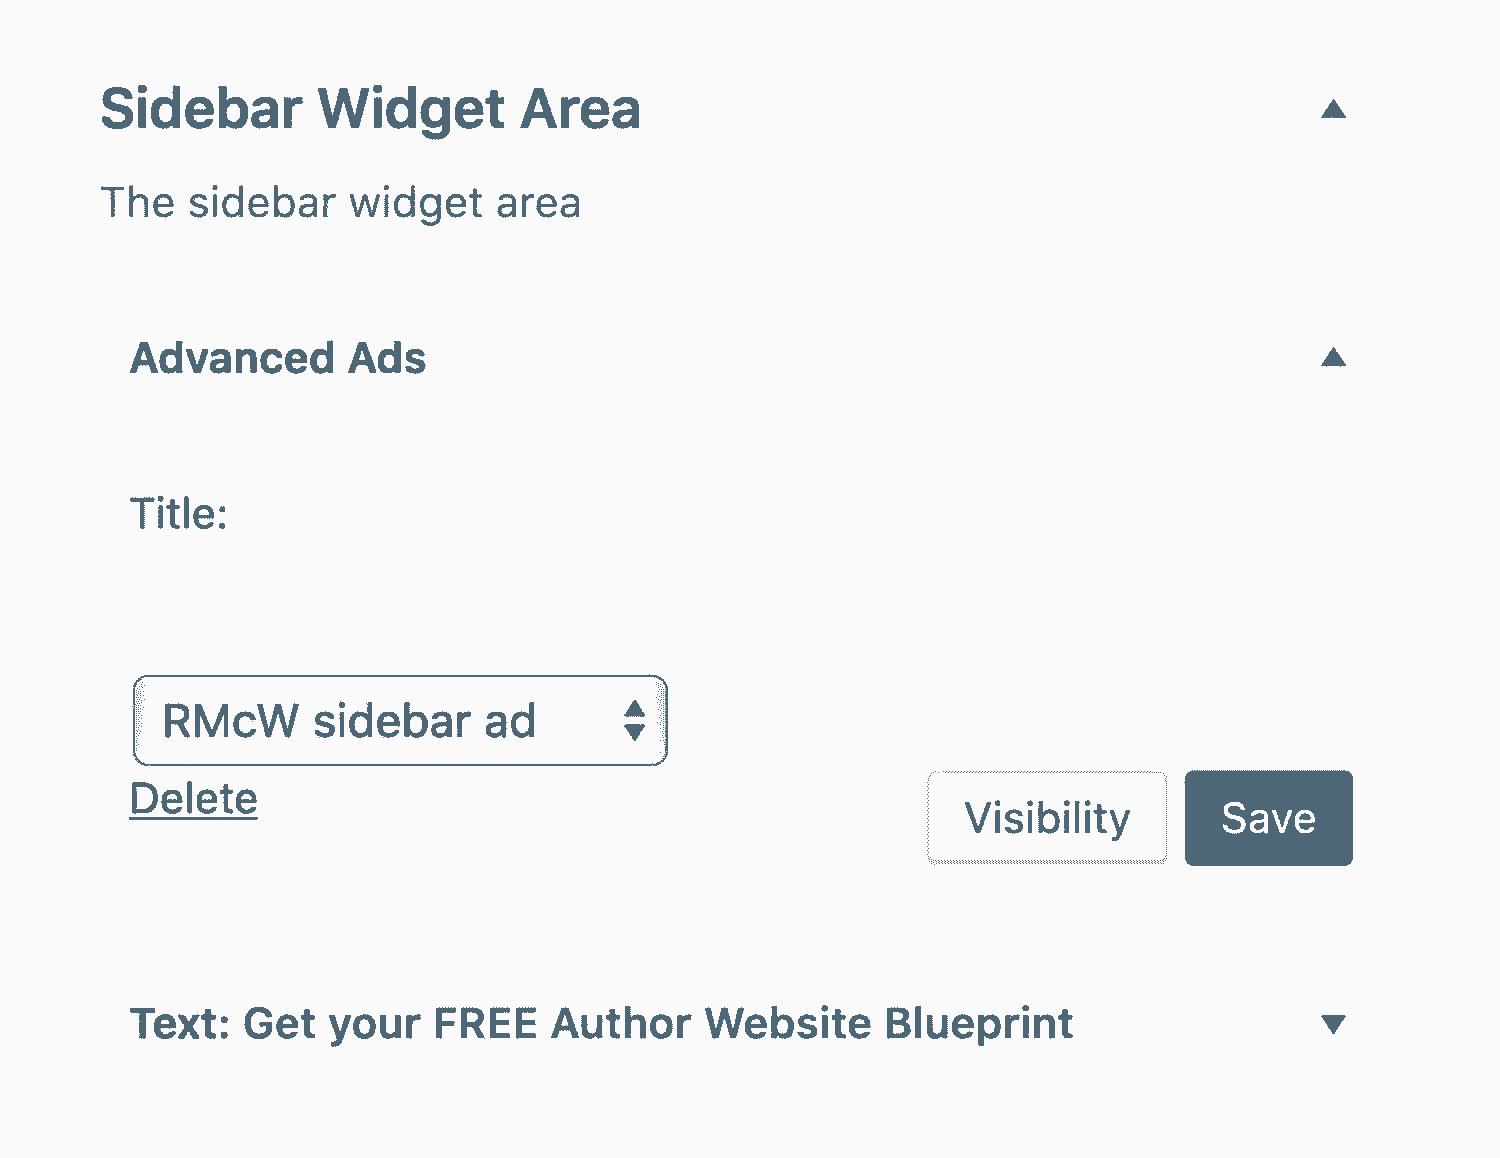 Sidebar Widget Area
The sidebar widget area
Advanced Ads
Title:
RMcW sidebar ad
Delete
Visibility
Save
Text: Get your FREE Author Website Blueprint